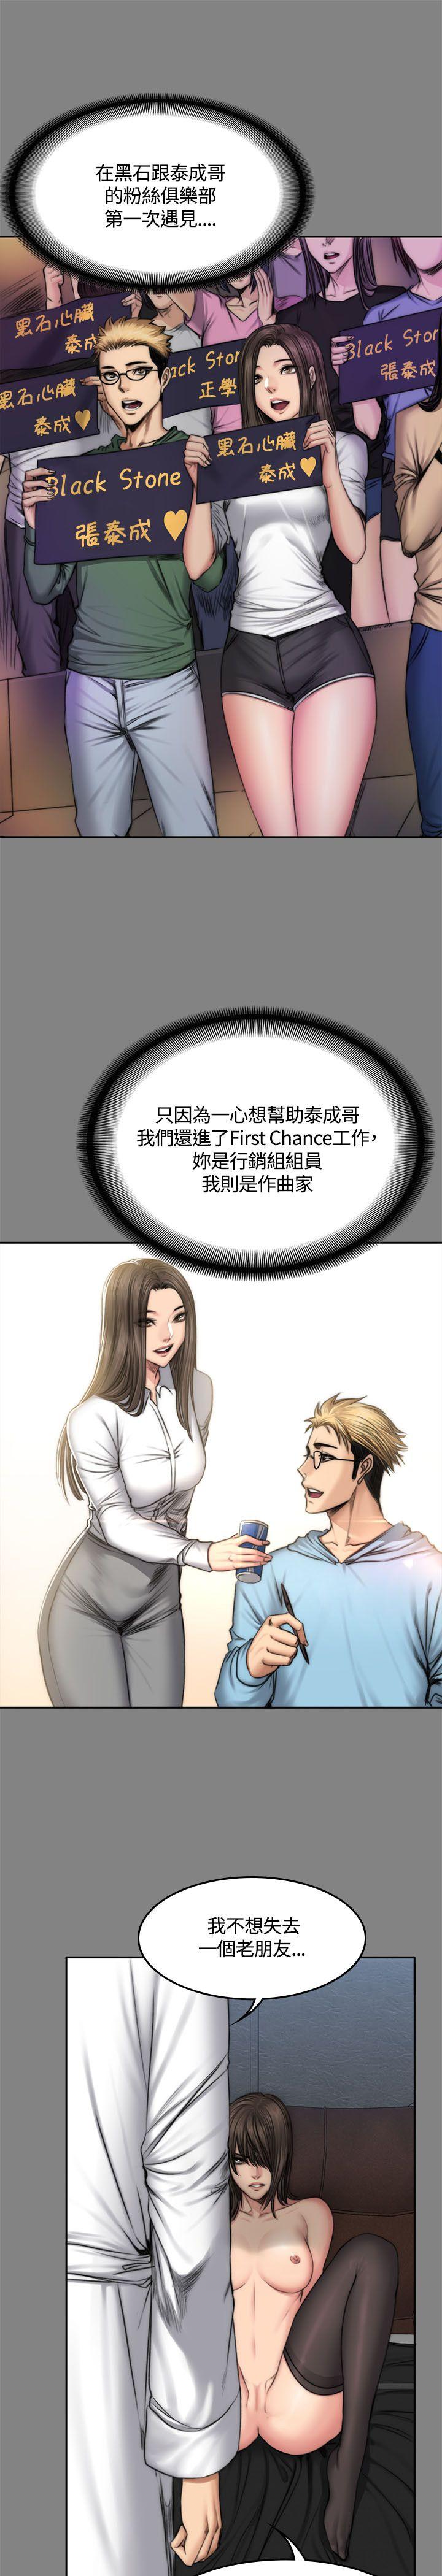 在黑石跟泰成哥
的粉絲俱樂部
第一次遇見....
黑石心臟
泰成
Black Stone
正學
Black Stone
張泰成
黑石心臟
泰成♥
黑石心臟
泰成♥
Black Stone
張泰成 ♥
只因為一心想幫助泰成哥
我們還進了First Chance工作,
妳是行銷組組員
我則是作曲家
我不想失去
一個老朋友...